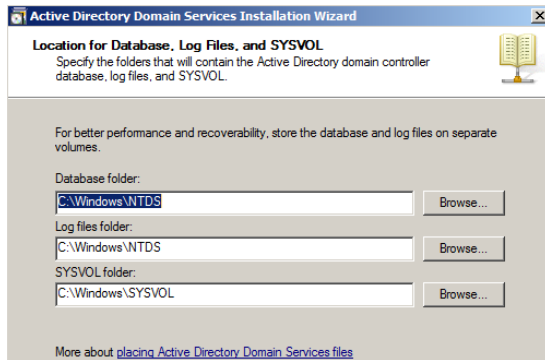 Active Directory Domain Services Installation Wizard
Location for Database, Log Files, and SYSVOL
Specify the folders that will contain the Active Directory domain controller
database, log files, and SYSVOL.
For better performance and recoverability, store the database and log files on separate
volumes.
Database folder:
C:\Windows\NTDS
Browse...
Log files folder:
C:\Windows\NTDS
Browse...
SYSVOL folder:
C:\Windows\SYSVOL
Browse...
More about placing Active Directory Domain Services files